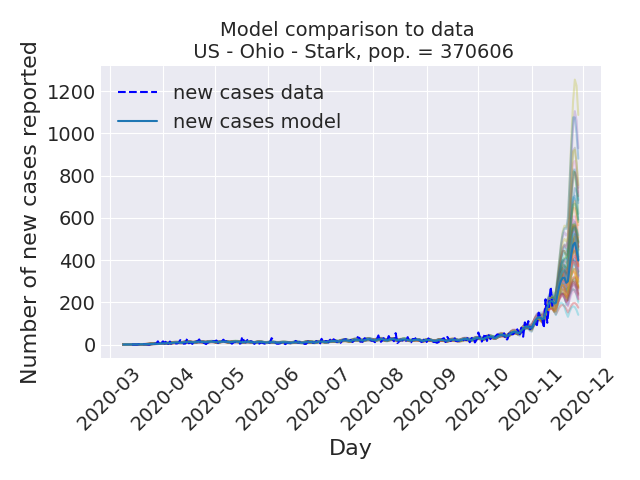 Model comparison to data
US - Ohio - Stark, pop. = 370606
new cases data
new cases model
Number of new cases reported
1200
1000
800
600
400
200
0
2020-03
2020-04
2020-05
2020-06
2020-07
2020-08
2020-09
2020-10
2020-11
2020-12
Day